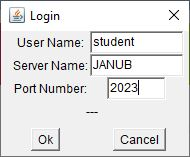 Login
User Name: student
Server Name: JANUB
Port Number: 2023
---
Ok Cancel